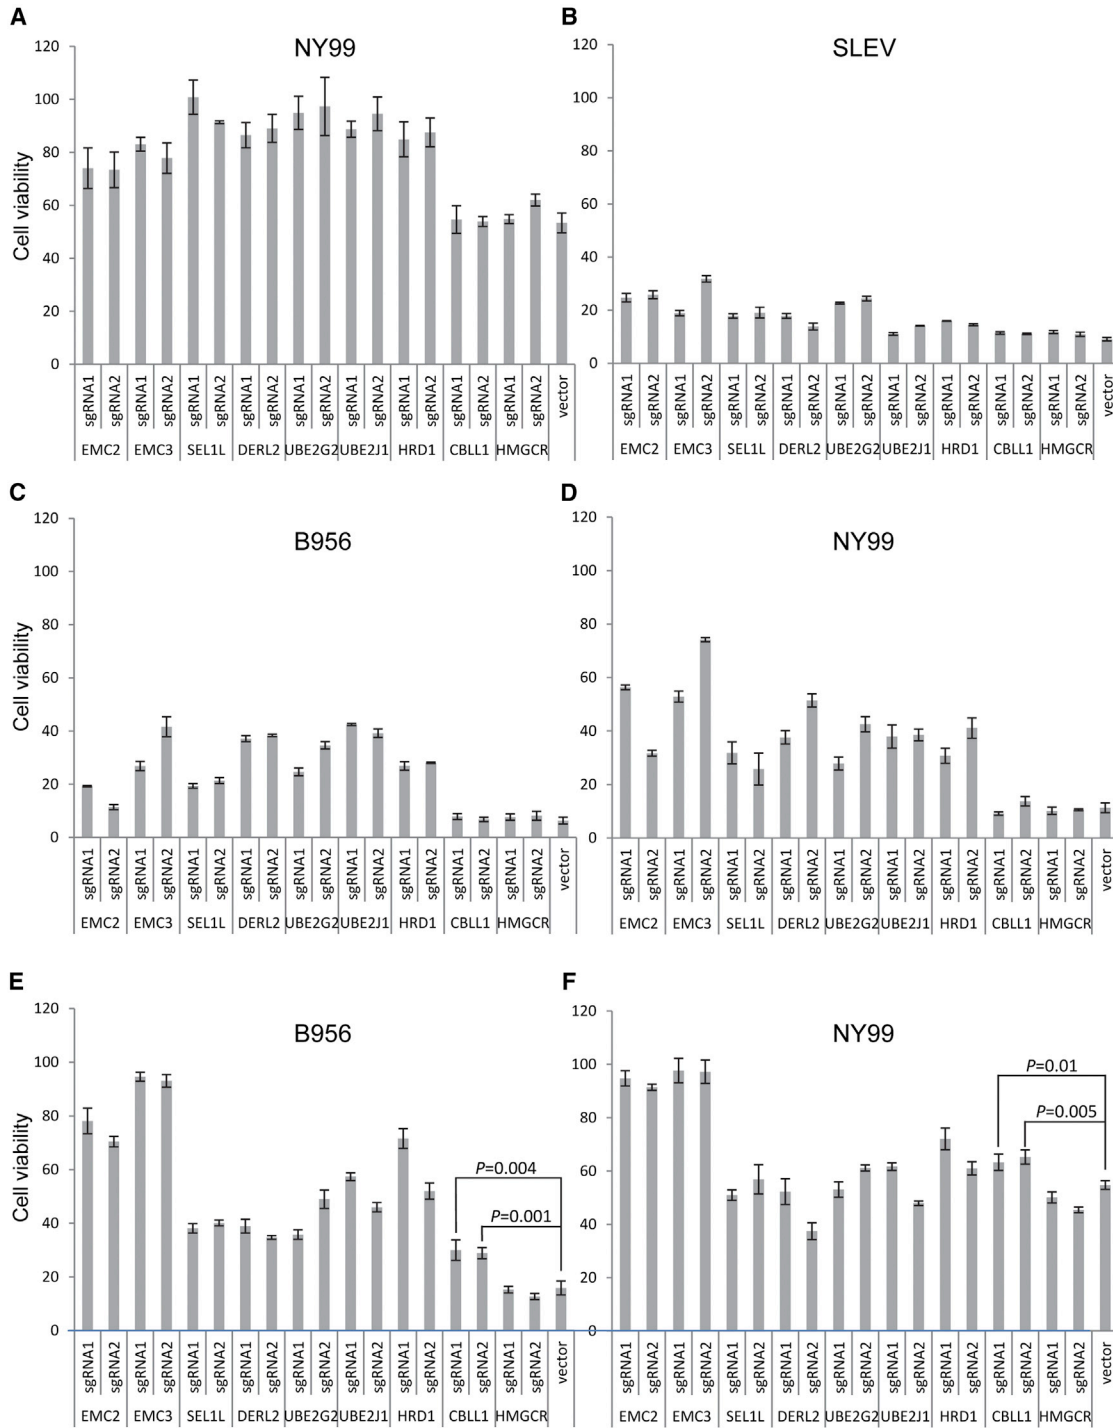 A
NY99
Cell viability
120
100
80
60
40
20
0
sgRNA1 sgRNA2 sgRNA1 sgRNA2 sgRNA1 sgRNA2 sgRNA1 sgRNA2 sgRNA1 sgRNA2 sgRNA1 sgRNA2 sgRNA1 sgRNA2 sgRNA1 sgRNA2 sgRNA1 sgRNA2 vector
EMC2 EMC3 SEL1L DERL2 UBE2G2 UBE2J1 HRD1 CBLL1 HMGCR
B
SLEV
120
100
80
60
40
20
0
sgRNA1 sgRNA2 sgRNA1 sgRNA2 sgRNA1 sgRNA2 sgRNA1 sgRNA2 sgRNA1 sgRNA2 sgRNA1 sgRNA2 sgRNA1 sgRNA2 sgRNA1 sgRNA2 sgRNA1 sgRNA2 vector
EMC2 EMC3 SEL1L DERL2 UBE2G2 UBE2J1 HRD1 CBLL1 HMGCR
C
B956
Cell viability
120
100
80
60
40
20
0
sgRNA1 sgRNA2 sgRNA1 sgRNA2 sgRNA1 sgRNA2 sgRNA1 sgRNA2 sgRNA1 sgRNA2 sgRNA1 sgRNA2 sgRNA1 sgRNA2 sgRNA1 sgRNA2 sgRNA1 sgRNA2 vector
EMC2 EMC3 SEL1L DERL2 UBE2G2 UBE2J1 HRD1 CBLL1 HMGCR
D
NY99
120
100
80
60
40
20
0
sgRNA1 sgRNA2 sgRNA1 sgRNA2 sgRNA1 sgRNA2 sgRNA1 sgRNA2 sgRNA1 sgRNA2 sgRNA1 sgRNA2 sgRNA1 sgRNA2 sgRNA1 sgRNA2 sgRNA1 sgRNA2 vector
EMC2 EMC3 SEL1L DERL2 UBE2G2 UBE2J1 HRD1 CBLL1 HMGCR
E
B956
Cell viability
120
100
80
60
40
20
0
P=0.004
P=0.001
sgRNA1 sgRNA2 sgRNA1 sgRNA2 sgRNA1 sgRNA2 sgRNA1 sgRNA2 sgRNA1 sgRNA2 sgRNA1 sgRNA2 sgRNA1 sgRNA2 sgRNA1 sgRNA2 sgRNA1 sgRNA2 vector
EMC2 EMC3 SEL1L DERL2 UBE2G2 UBE2J1 HRD1 CBLL1 HMGCR
F
NY99
120
100
80
60
40
20
0
P=0.01
P=0.005
sgRNA1 sgRNA2 sgRNA1 sgRNA2 sgRNA1 sgRNA2 sgRNA1 sgRNA2 sgRNA1 sgRNA2 sgRNA1 sgRNA2 sgRNA1 sgRNA2 sgRNA1 sgRNA2 sgRNA1 sgRNA2 vector
EMC2 EMC3 SEL1L DERL2 UBE2G2 UBE2J1 HRD1 CBLL1 HMGCR